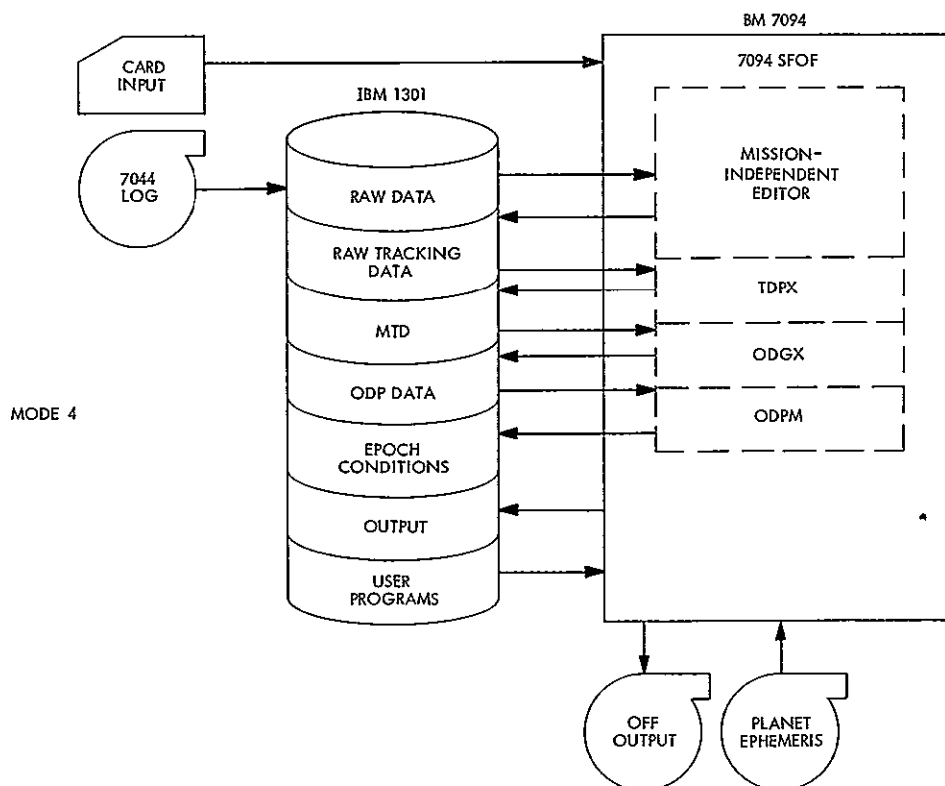 BM 7094
7094 SFOF
CARD
INPUT
IBM 1301
7044
LOG
RAW DATA
RAW TRACKING
DATA
MTD
ODP DATA
EPOCH
CONDITIONS
OUTPUT
USER
PROGRAMS
MISSION-
INDEPENDENT
EDITOR
TDPX
ODGX
ODPM
MODE 4
OFF
OUTPUT
PLANET
EPHEMERIS